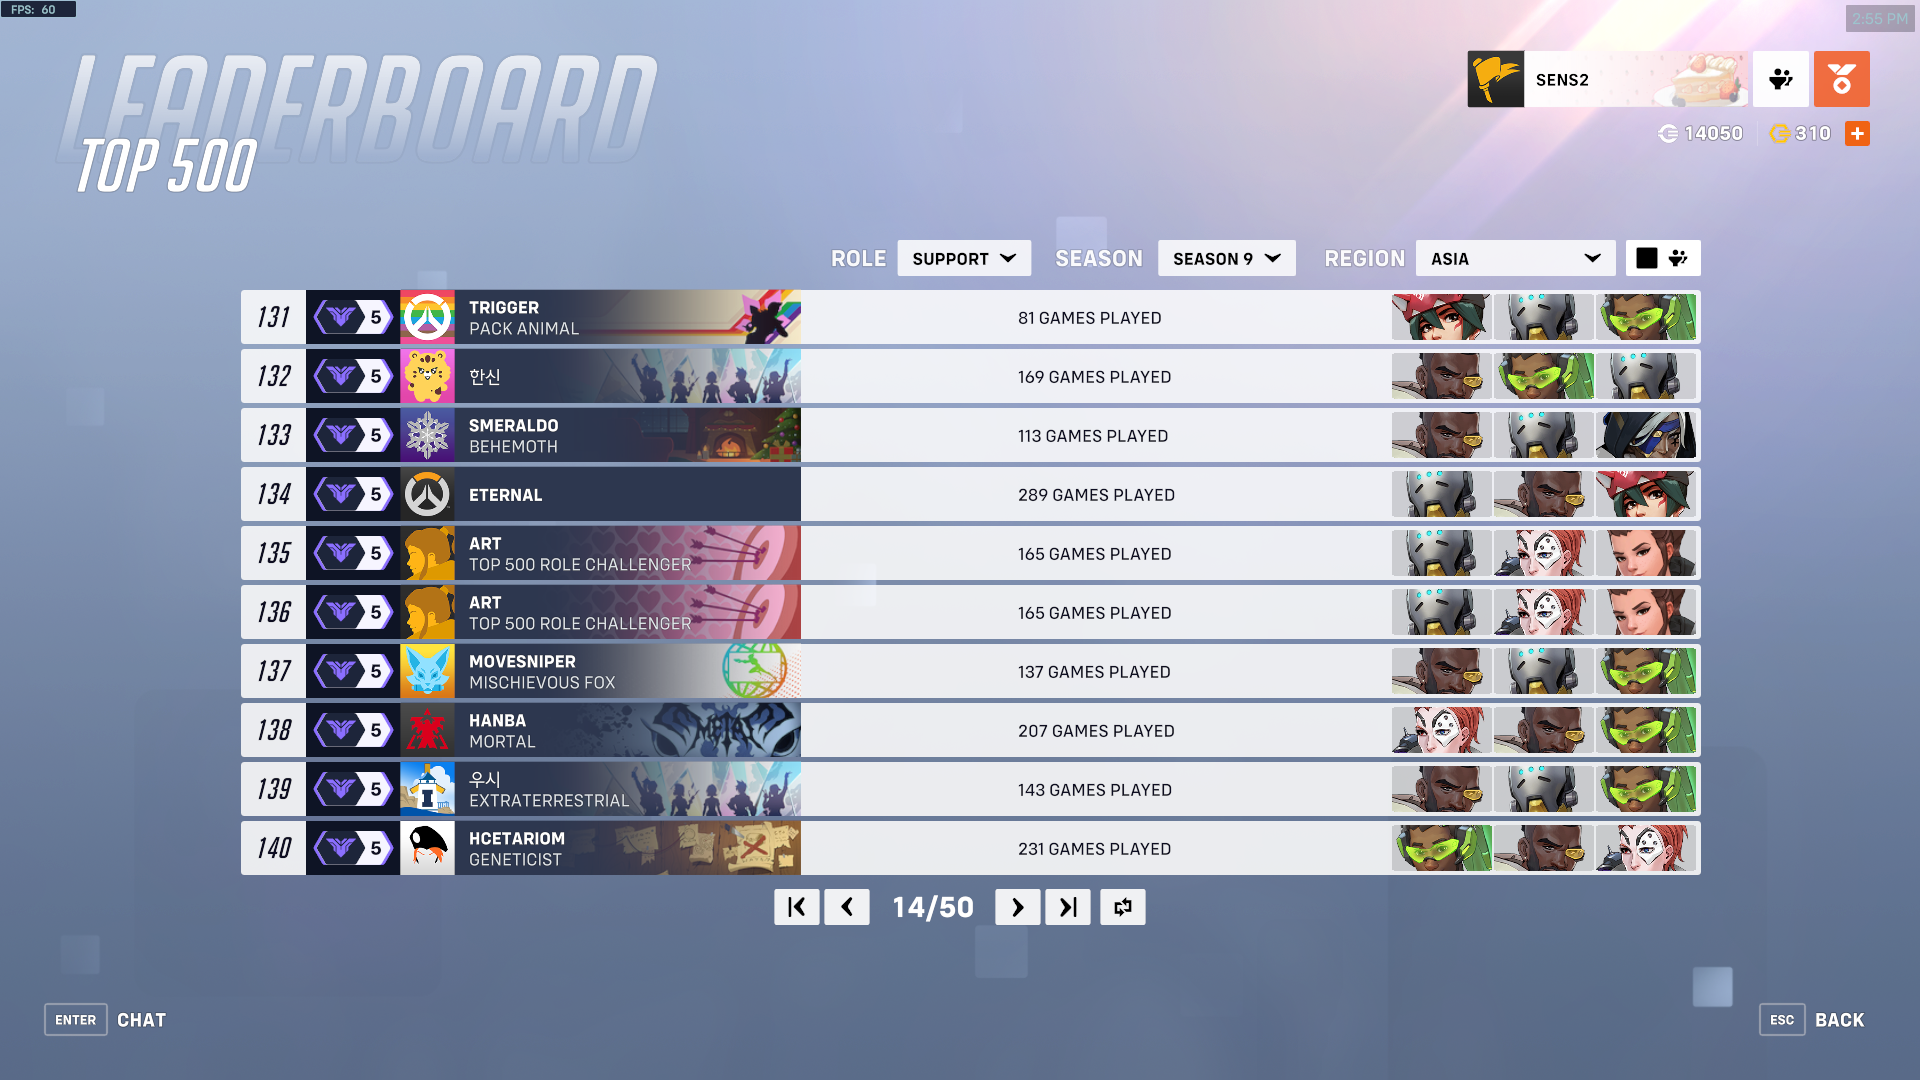 FPS: 60
2:55 PM
LEADERBOARD
TOP 500
SENS2
14050
310
ROLE SUPPORT SEASON SEASON 9 REGION ASIA
131 5 TRIGGER 81 GAMES PLAYED
PACK ANIMAL
132 5 한신 169 GAMES PLAYED
133 5 SMERALDO 113 GAMES PLAYED
BEHEMOTH
134 5 ETERNAL 289 GAMES PLAYED
135 5 ART 165 GAMES PLAYED
TOP 500 ROLE CHALLENGER
136 5 ART 165 GAMES PLAYED
TOP 500 ROLE CHALLENGER
137 5 MOVESNIPER 137 GAMES PLAYED
MISCHIEVOUS FOX
138 5 HANBA 207 GAMES PLAYED
MORTAL
METAL
139 5 우시 143 GAMES PLAYED
EXTRATERRESTRIAL
140 5 HCETARIOM 231 GAMES PLAYED
GENETICIST
14/50
ENTER CHAT
ESC BACK